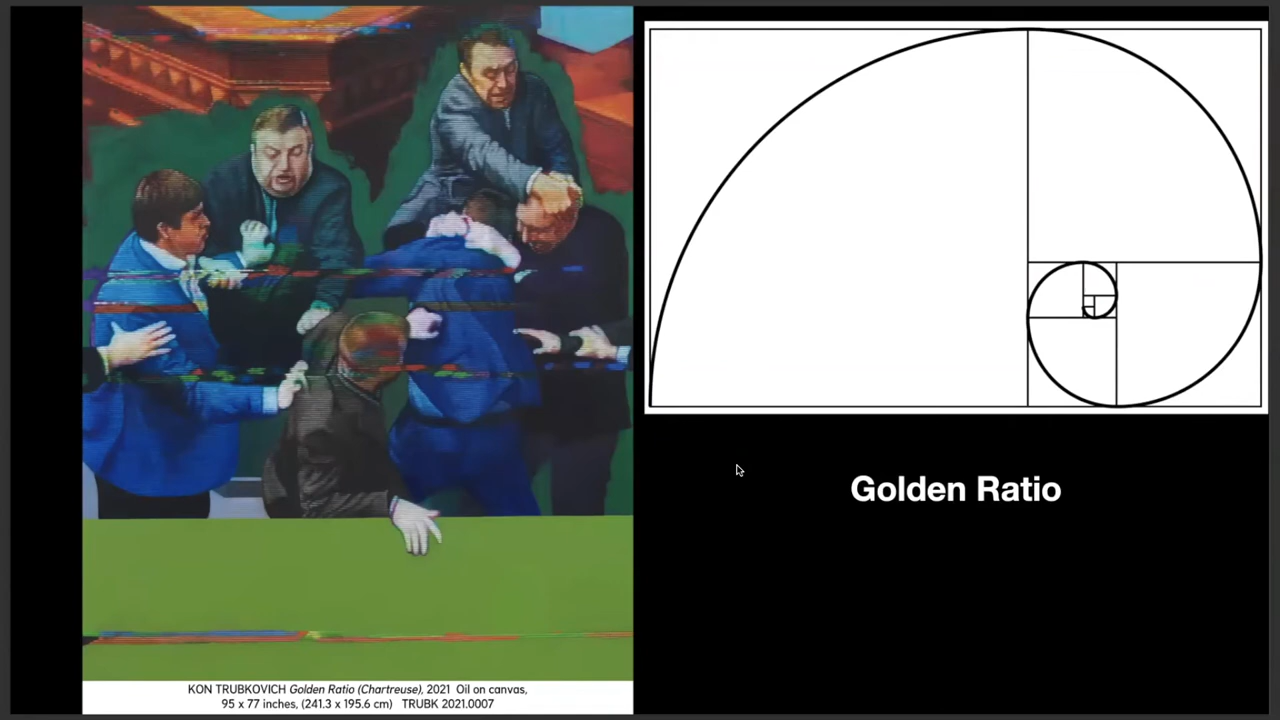 KON TRUBKOVICH Golden Ratio (Chartreuse), 2021 Oil on canvas,
95 x 77 inches, (241.3 x 195.6 cm) TRUBK 2021.0007
Golden Ratio